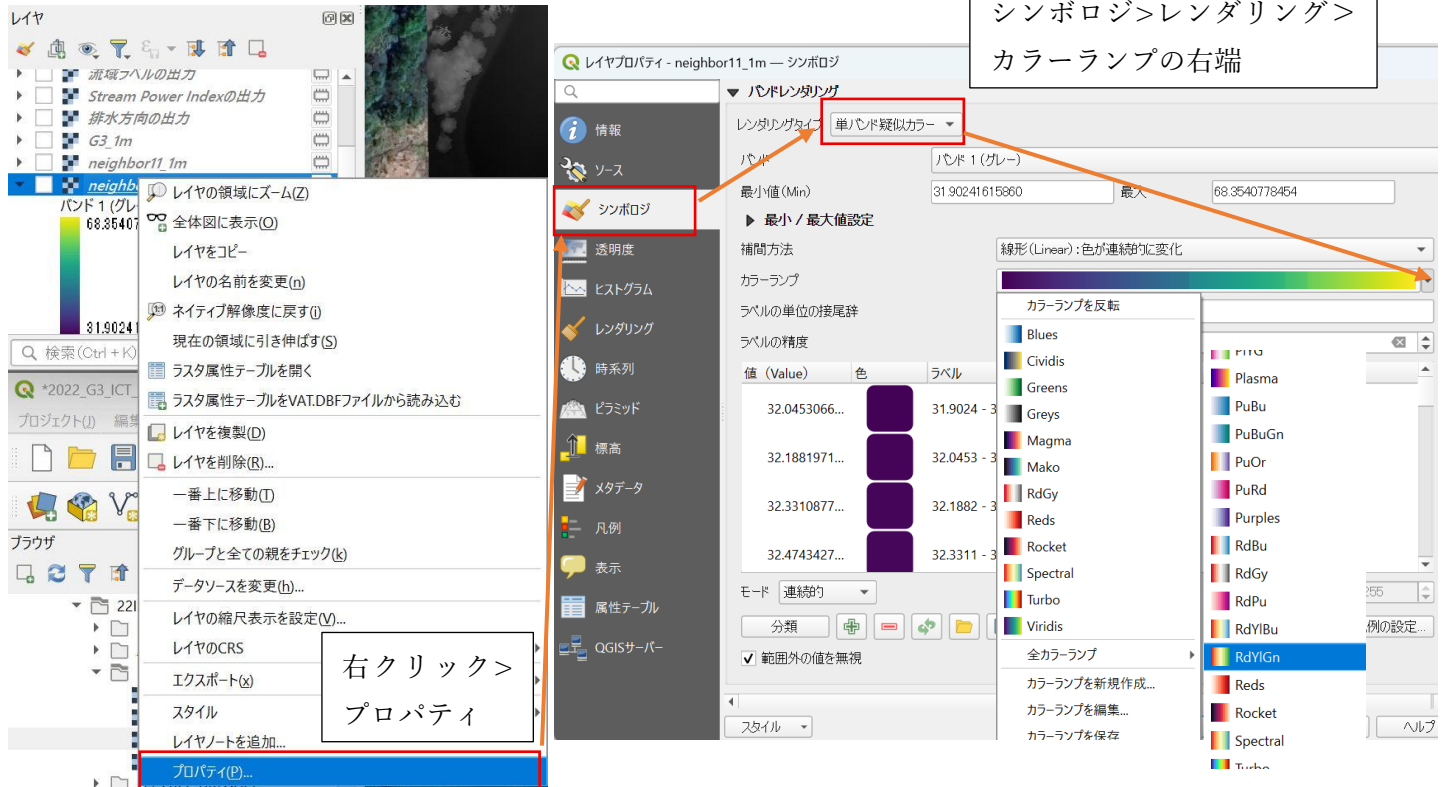 レイヤ
流域ラベルの出力
Stream Power Indexの出力
排水方向の出力
G3_1m
neighbor11_1m
neighb
バンド 1 (グレ
68.35407
31.90241
検索(Ctrl+K)
*2022_G3_ICT_
プロジェクト(J) 編集
ブラウザ
22I
レイヤの領域にズーム(Z)
全体図に表示(O)
レイヤをコピー
レイヤの名前を変更(n)
ネイティブ解像度に戻す(i)
現在の領域に引き伸ばす(S)
ラスタ属性テーブルを開く
ラスタ属性テーブルをVAT.DBFファイルから読み込む
レイヤを複製(D)
レイヤを削除(R)...
一番上に移動(T)
一番下に移動(B)
グループと全ての親をチェック(k)
データソースを変更(h)...
レイヤの縮尺表示を設定(V)...
レイヤのCRS
エクスポート(x)
スタイル
レイヤノートを追加...
プロパティ(P)...
右クリック>
プロパティ
シンボロジ>レンダリング>
カラーランプの右端
レイヤプロパティ - neighbor11_1m — シンボロジ
情報
ソース
シンボロジ
透明度
ヒストグラム
レンダリング
時系列
ピラミッド
標高
メタデータ
凡例
表示
属性テーブル
QGISサーバー
バンドレンダリング
レンダリングタイプ 単バンド疑似カラー
バンド バンド 1 (グレー)
最小値(Min) 31.90241615860 最大 68.3540778454
最小 / 最大値設定
補間方法 線形(Linear):色が連続的に変化
カラーランプ
ラベルの単位の接尾辞
ラベルの精度
値 (Value) 色 ラベル
32.0453066... 31.9024 - 3
32.1881971... 32.0453 - 3
32.3310877... 32.1882 - 3
32.4743427... 32.3311 - 3
モード 連続的 255
分類 例の設定...
範囲外の値を無視
スタイル ヘルプ
カラーランプを反転
Blues
Cividis
Greens
Greys
Magma
Mako
RdGy
Reds
Rocket
Spectral
Turbo
Viridis
全カラーランプ
カラーランプを新規作成...
カラーランプを編集...
カラーランプを保存
PiYG
Plasma
PuBu
PuBuGn
PuOr
PuRd
Purples
RdBu
RdGy
RdPu
RdYlBu
RdYlGn
Reds
Rocket
Spectral
Turbo